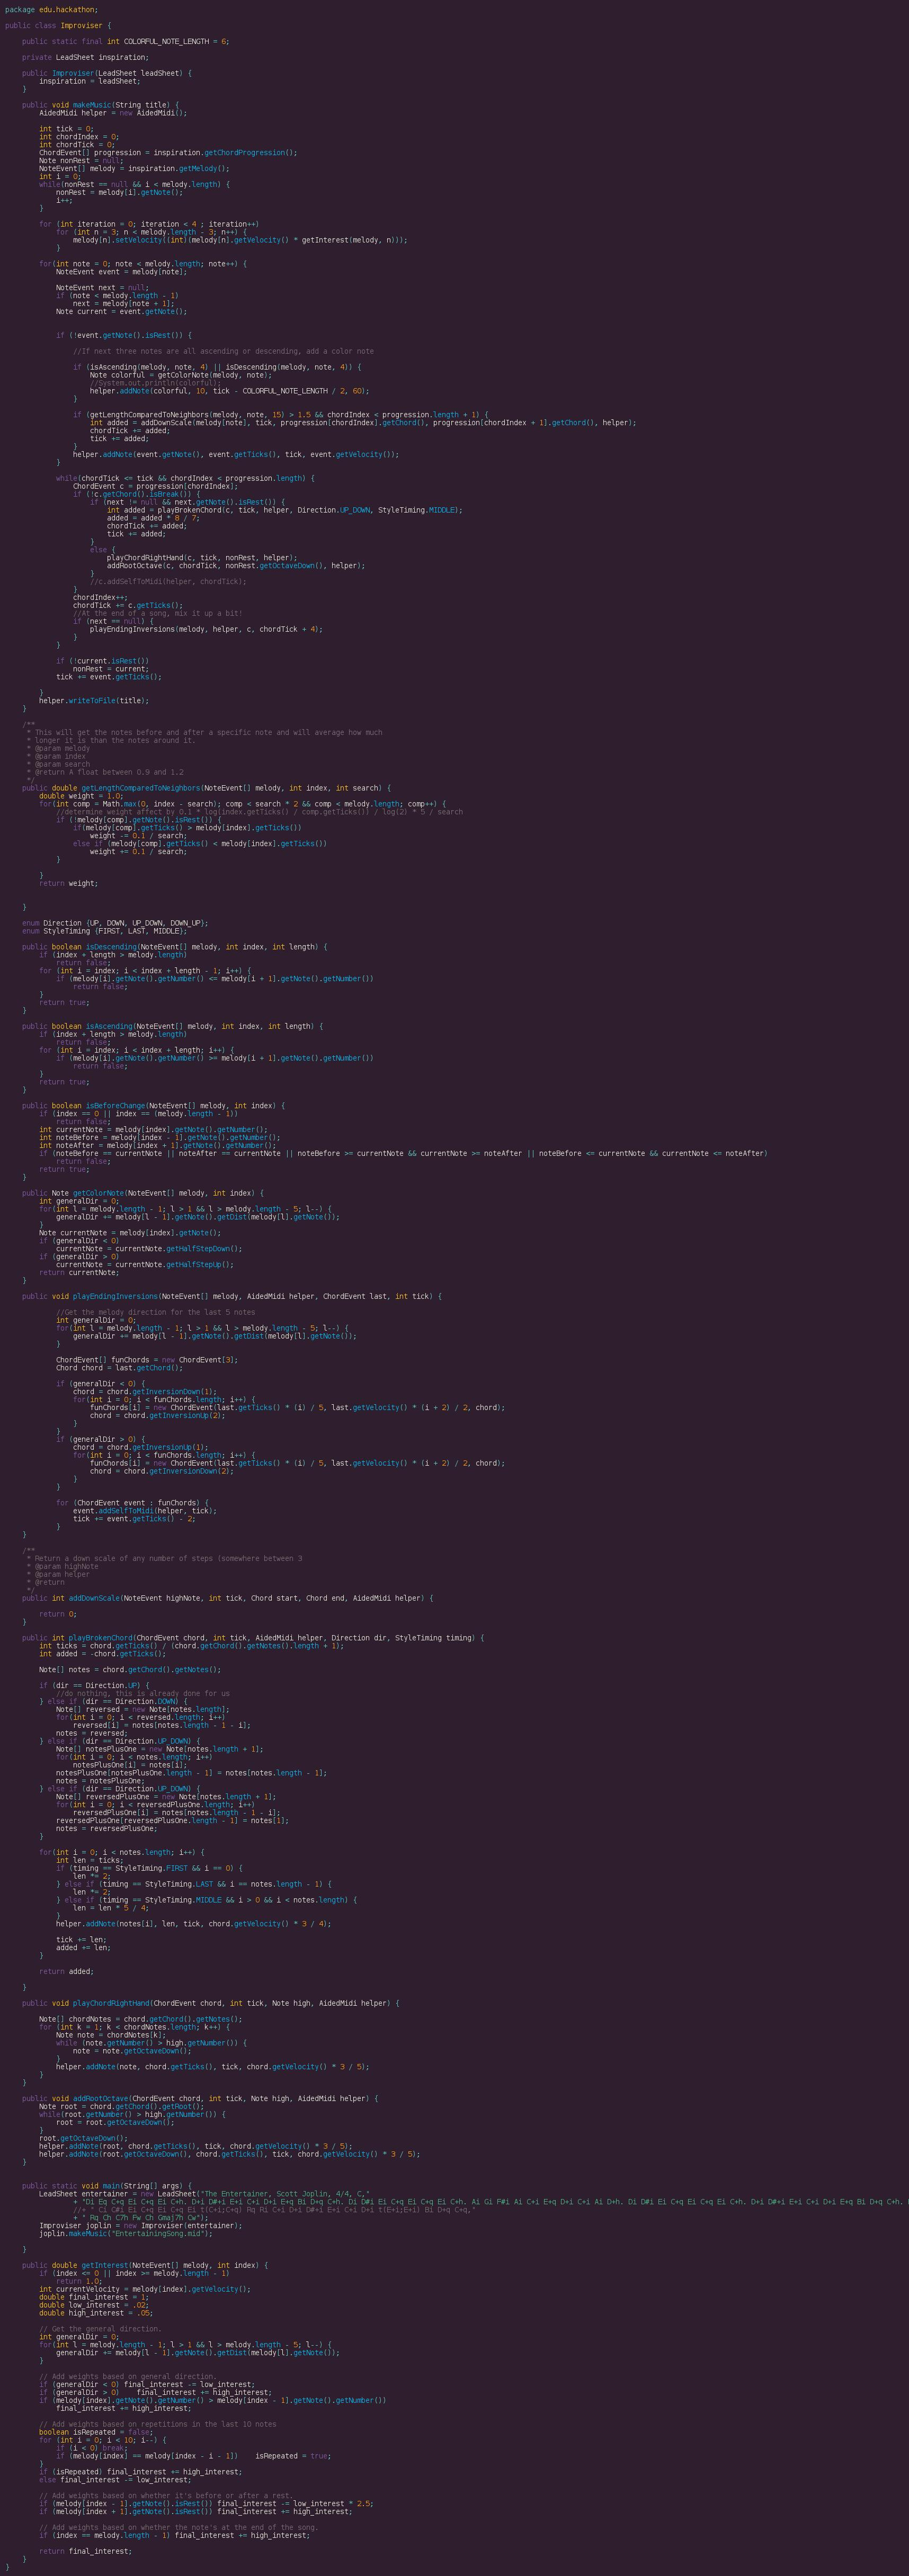 package edu.hackathon;

public class Improviser {

    public static final int COLORFUL_NOTE_LENGTH = 6;

    private LeadSheet inspiration;

    public Improviser(LeadSheet leadSheet) {
        inspiration = leadSheet;
    }

    public void makeMusic(String title) {
        AidedMidi helper = new AidedMidi();

        int tick = 0;
        int chordIndex = 0;
        int chordTick = 0;
        ChordEvent[] progression = inspiration.getChordProgression();
        Note nonRest = null;
        NoteEvent[] melody = inspiration.getMelody();
        int i = 0;
        while(nonRest == null && i < melody.length) {
            nonRest = melody[i].getNote();
            i++;
        }

        for (int iteration = 0; iteration < 4 ; iteration++)
            for (int n = 3; n < melody.length - 3; n++) {
                melody[n].setVelocity((int)(melody[n].getVelocity() * getInterest(melody, n)));
            }

        for(int note = 0; note < melody.length; note++) {
            NoteEvent event = melody[note];

            NoteEvent next = null;
            if (note < melody.length - 1)
                next = melody[note + 1];
            Note current = event.getNote();


            if (!event.getNote().isRest()) {

                //If next three notes are all ascending or descending, add a color note

                if (isAscending(melody, note, 4) || isDescending(melody, note, 4)) {
                    Note colorful = getColorNote(melody, note);
                    //System.out.println(colorful);
                    helper.addNote(colorful, 10, tick - COLORFUL_NOTE_LENGTH / 2, 60);
                }

                if (getLengthComparedToNeighbors(melody, note, 15) > 1.5 && chordIndex < progression.length + 1) {
                    int added = addDownScale(melody[note], tick, progression[chordIndex].getChord(), progression[chordIndex + 1].getChord(), helper);
                    chordTick += added;
                    tick += added;
                }
                helper.addNote(event.getNote(), event.getTicks(), tick, event.getVelocity());
            }

            while(chordTick <= tick && chordIndex < progression.length) {
                ChordEvent c = progression[chordIndex];
                if (!c.getChord().isBreak()) {
                    if (next != null && next.getNote().isRest()) {
                        int added = playBrokenChord(c, tick, helper, Direction.UP_DOWN, StyleTiming.MIDDLE);
                        added = added * 8 / 7;
                        chordTick += added;
                        tick += added;
                    }
                    else {
                        playChordRightHand(c, tick, nonRest, helper);
                        addRootOctave(c, chordTick, nonRest.getOctaveDown(), helper);
                    }
                    //c.addSelfToMidi(helper, chordTick);
                }
                chordIndex++;
                chordTick += c.getTicks();
                //At the end of a song, mix it up a bit!
                if (next == null) {
                    playEndingInversions(melody, helper, c, chordTick + 4);
                }
            }

            if (!current.isRest())
                nonRest = current;
            tick += event.getTicks();

        }
        helper.writeToFile(title);
    }

    /**
     * This will get the notes before and after a specific note and will average how much
     * longer it is than the notes around it.
     * @param melody
     * @param index
     * @param search
     * @return A float between 0.9 and 1.2
     */
    public double getLengthComparedToNeighbors(NoteEvent[] melody, int index, int search) {
        double weight = 1.0;
        for(int comp = Math.max(0, index - search); comp < search * 2 && comp < melody.length; comp++) {
            //determine weight affect by 0.1 * log(index.getTicks() / comp.getTicks()) / log(2) * 5 / search
            if (!melody[comp].getNote().isRest()) {
                if(melody[comp].getTicks() > melody[index].getTicks())
                    weight -= 0.1 / search;
                else if (melody[comp].getTicks() < melody[index].getTicks())
                    weight += 0.1 / search;
            }

        }
        return weight;


    }

    enum Direction {UP, DOWN, UP_DOWN, DOWN_UP};
    enum StyleTiming {FIRST, LAST, MIDDLE};

    public boolean isDescending(NoteEvent[] melody, int index, int length) {
        if (index + length > melody.length)
            return false;
        for (int i = index; i < index + length - 1; i++) {
            if (melody[i].getNote().getNumber() <= melody[i + 1].getNote().getNumber())
                return false;
        }
        return true;
    }

    public boolean isAscending(NoteEvent[] melody, int index, int length) {
        if (index + length > melody.length)
            return false;
        for (int i = index; i < index + length; i++) {
            if (melody[i].getNote().getNumber() >= melody[i + 1].getNote().getNumber())
                return false;
        }
        return true;
    }

    public boolean isBeforeChange(NoteEvent[] melody, int index) {
        if (index == 0 || index == (melody.length - 1))
            return false;
        int currentNote = melody[index].getNote().getNumber();
        int noteBefore = melody[index - 1].getNote().getNumber();
        int noteAfter = melody[index + 1].getNote().getNumber();
        if (noteBefore == currentNote || noteAfter == currentNote || noteBefore >= currentNote && currentNote >= noteAfter || noteBefore <= currentNote && currentNote <= noteAfter)
            return false;
        return true;
    }

    public Note getColorNote(NoteEvent[] melody, int index) {
        int generalDir = 0;
        for(int l = melody.length - 1; l > 1 && l > melody.length - 5; l--) {
            generalDir += melody[l - 1].getNote().getDist(melody[l].getNote());
        }
        Note currentNote = melody[index].getNote();
        if (generalDir < 0)
            currentNote = currentNote.getHalfStepDown();
        if (generalDir > 0)
            currentNote = currentNote.getHalfStepUp();
        return currentNote;
    }

    public void playEndingInversions(NoteEvent[] melody, AidedMidi helper, ChordEvent last, int tick) {

            //Get the melody direction for the last 5 notes
            int generalDir = 0;
            for(int l = melody.length - 1; l > 1 && l > melody.length - 5; l--) {
                generalDir += melody[l - 1].getNote().getDist(melody[l].getNote());
            }

            ChordEvent[] funChords = new ChordEvent[3];
            Chord chord = last.getChord();

            if (generalDir < 0) {
                chord = chord.getInversionDown(1);
                for(int i = 0; i < funChords.length; i++) {
                    funChords[i] = new ChordEvent(last.getTicks() * (i) / 5, last.getVelocity() * (i + 2) / 2, chord);
                    chord = chord.getInversionUp(2);
                }
            }
            if (generalDir > 0) {
                chord = chord.getInversionUp(1);
                for(int i = 0; i < funChords.length; i++) {
                    funChords[i] = new ChordEvent(last.getTicks() * (i) / 5, last.getVelocity() * (i + 2) / 2, chord);
                    chord = chord.getInversionDown(2);
                }
            }

            for (ChordEvent event : funChords) {
                event.addSelfToMidi(helper, tick);
                tick += event.getTicks() - 2;
            }
    }

    /**
     * Return a down scale of any number of steps (somewhere between 3
     * @param highNote
     * @param helper
     * @return
     */
    public int addDownScale(NoteEvent highNote, int tick, Chord start, Chord end, AidedMidi helper) {

        return 0;
    }

    public int playBrokenChord(ChordEvent chord, int tick, AidedMidi helper, Direction dir, StyleTiming timing) {
        int ticks = chord.getTicks() / (chord.getChord().getNotes().length + 1);
        int added = -chord.getTicks();

        Note[] notes = chord.getChord().getNotes();

        if (dir == Direction.UP) {
            //do nothing, this is already done for us
        } else if (dir == Direction.DOWN) {
            Note[] reversed = new Note[notes.length];
            for(int i = 0; i < reversed.length; i++)
                reversed[i] = notes[notes.length - 1 - i];
            notes = reversed;
        } else if (dir == Direction.UP_DOWN) {
            Note[] notesPlusOne = new Note[notes.length + 1];
            for(int i = 0; i < notes.length; i++)
                notesPlusOne[i] = notes[i];
            notesPlusOne[notesPlusOne.length - 1] = notes[notes.length - 1];
            notes = notesPlusOne;
        } else if (dir == Direction.UP_DOWN) {
            Note[] reversedPlusOne = new Note[notes.length + 1];
            for(int i = 0; i < reversedPlusOne.length; i++)
                reversedPlusOne[i] = notes[notes.length - 1 - i];
            reversedPlusOne[reversedPlusOne.length - 1] = notes[1];
            notes = reversedPlusOne;
        }

        for(int i = 0; i < notes.length; i++) {
            int len = ticks;
            if (timing == StyleTiming.FIRST && i == 0) {
                len *= 2;
            } else if (timing == StyleTiming.LAST && i == notes.length - 1) {
                len *= 2;
            } else if (timing == StyleTiming.MIDDLE && i > 0 && i < notes.length) {
                len = len * 5 / 4;
            }
            helper.addNote(notes[i], len, tick, chord.getVelocity() * 3 / 4);

            tick += len;
            added += len;
        }

        return added;

    }

    public void playChordRightHand(ChordEvent chord, int tick, Note high, AidedMidi helper) {

        Note[] chordNotes = chord.getChord().getNotes();
        for (int k = 1; k < chordNotes.length; k++) {
            Note note = chordNotes[k];
            while (note.getNumber() > high.getNumber()) {
                note = note.getOctaveDown();
            }
            helper.addNote(note, chord.getTicks(), tick, chord.getVelocity() * 3 / 5);
        }
    }

    public void addRootOctave(ChordEvent chord, int tick, Note high, AidedMidi helper) {
        Note root = chord.getChord().getRoot();
        while(root.getNumber() > high.getNumber()) {
            root = root.getOctaveDown();
        }
        root.getOctaveDown();
        helper.addNote(root, chord.getTicks(), tick, chord.getVelocity() * 3 / 5);
        helper.addNote(root.getOctaveDown(), chord.getTicks(), tick, chord.getVelocity() * 3 / 5);
    }


    public static void main(String[] args) {
        LeadSheet entertainer = new LeadSheet("The Entertainer, Scott Joplin, 4/4, C,"
                + "Di Eq C+q Ei C+q Ei C+h. D+i D#+i E+i C+i D+i E+q Bi D+q C+h. Di D#i Ei C+q Ei C+q Ei C+h. Ai Gi F#i Ai C+i E+q D+i C+i Ai D+h. Di D#i Ei C+q Ei C+q Ei C+h. D+i D#+i E+i C+i D+i E+q Bi D+q C+h.
                //+ " Ci C#i Ei C+q Ei C+q Ei t(C+i;C+q) Rq Ri C+i D+i D#+i E+i C+i D+i t(E+i;E+i) Bi D+q C+q,"
                + " Rq Ch C7h Fw Ch Gmaj7h Cw");
        Improviser joplin = new Improviser(entertainer);
        joplin.makeMusic("EntertainingSong.mid");

    }

    public double getInterest(NoteEvent[] melody, int index) {
        if (index <= 0 || index >= melody.length - 1)
            return 1.0;
        int currentVelocity = melody[index].getVelocity();
        double final_interest = 1;
        double low_interest = .02;
        double high_interest = .05;

        // Get the general direction.
        int generalDir = 0;
        for(int l = melody.length - 1; l > 1 && l > melody.length - 5; l--) {
            generalDir += melody[l - 1].getNote().getDist(melody[l].getNote());
        }

        // Add weights based on general direction.
        if (generalDir < 0) final_interest -= low_interest;
        if (generalDir > 0)    final_interest += high_interest;
        if (melody[index].getNote().getNumber() > melody[index - 1].getNote().getNumber())
            final_interest += high_interest;

        // Add weights based on repetitions in the last 10 notes
        boolean isRepeated = false;
        for (int i = 0; i < 10; i--) {
            if (i < 0) break;
            if (melody[index] == melody[index - i - 1])    isRepeated = true;
        }
        if (isRepeated) final_interest += high_interest;
        else final_interest -= low_interest;

        // Add weights based on whether it's before or after a rest.
        if (melody[index - 1].getNote().isRest()) final_interest -= low_interest * 2.5;
        if (melody[index + 1].getNote().isRest()) final_interest += high_interest;

        // Add weights based on whether the note's at the end of the song.
        if (index == melody.length - 1) final_interest += high_interest;

        return final_interest;
    }
}